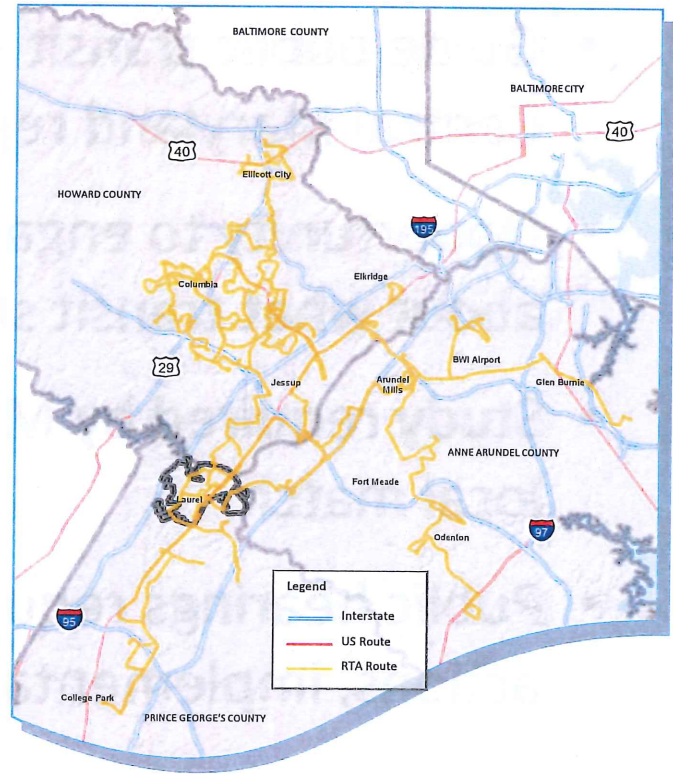 BALTIMORE COUNTY
BALTIMORE CITY
40
40
Ellicott City
HOWARD COUNTY
195
Elkridge
Columbia
29
BWI Airport
Jessup
Arundel
Mills
Glen Burnie
ANNE ARUNDEL COUNTY
Fort Meade
Laurel
97
Odenton
Legend
Interstate
US Route
RTA Route
95
College Park
PRINCE GEORGE'S COUNTY